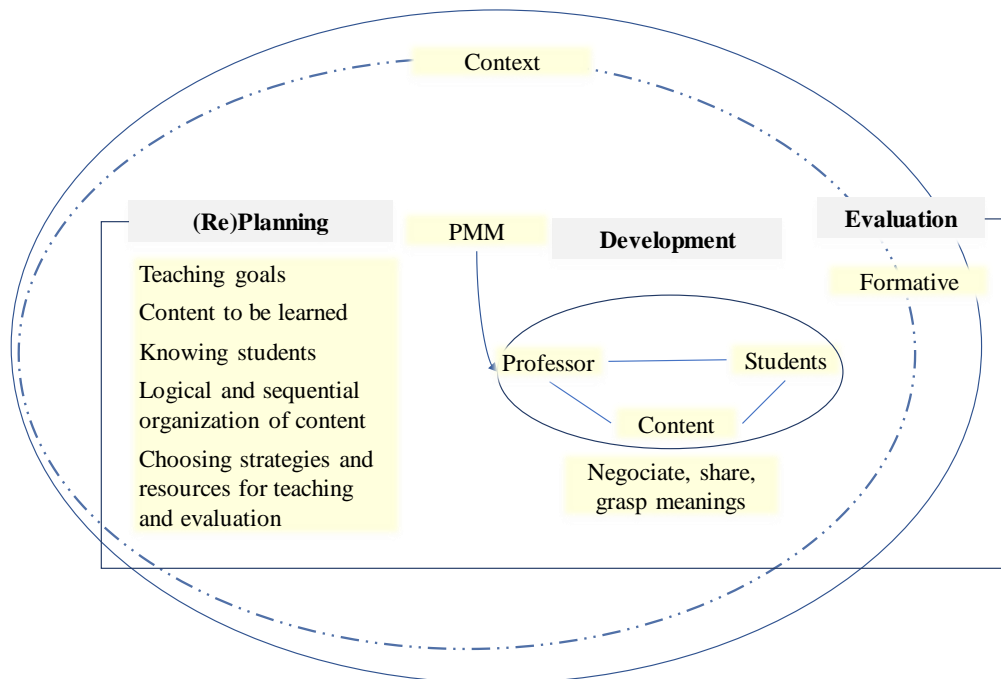 Context
(Re)Planning
Teaching goals
Content to be learned
Knowing students
Logical and sequential
organization of content
Choosing strategies and
resources for teaching
and evaluation
PMM
Development
Professor
Students
Content
Negociate, share,
grasp meanings
Evaluation
Formative